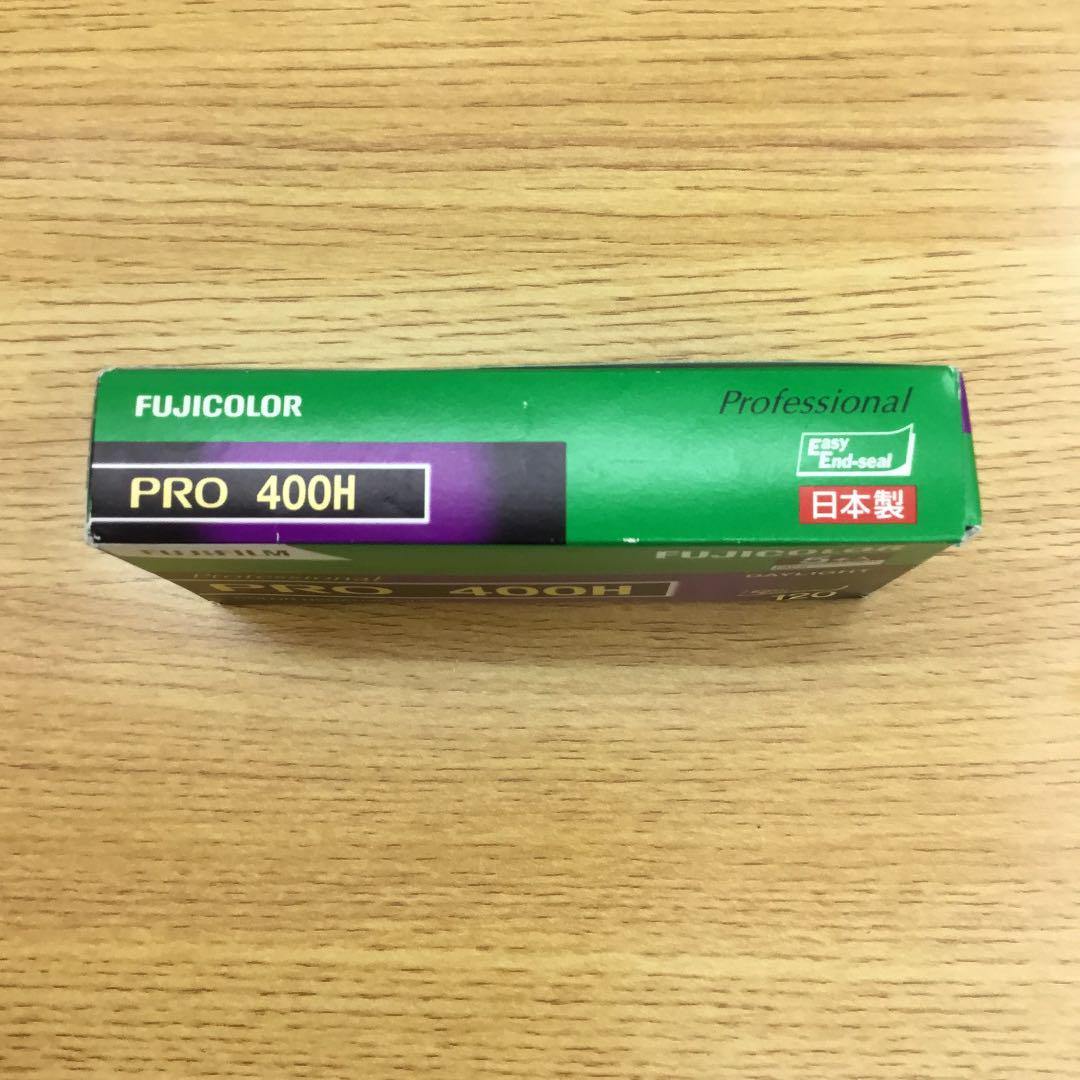 FUJICOLOR
Professional
Easy
End-seal
PRO 400H
日本製
FUJIFILM
FUJICOLOR
Professional
PRO 400H
DAYLIGHT
120